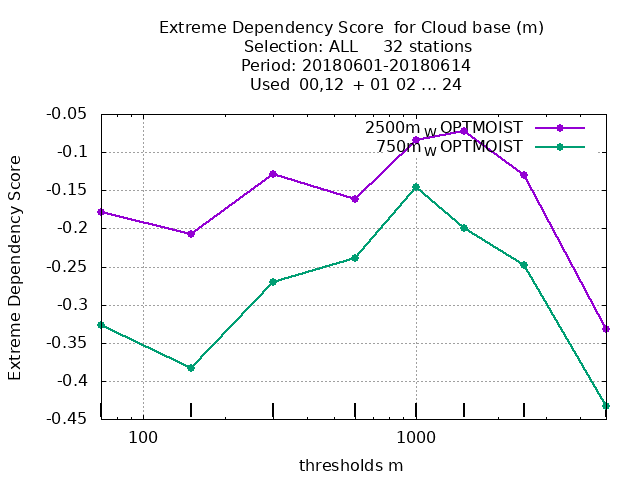 Extreme Dependency Score  for Cloud base (m)
Selection: ALL     32 stations
Period: 20180601-20180614
Used  00,12  + 01 02 ... 24
2500m_W OPTMOIST
750m_W OPTMOIST
Extreme Dependency Score
-0.05
-0.1
-0.15
-0.2
-0.25
-0.3
-0.35
-0.4
-0.45
100
1000
thresholds m